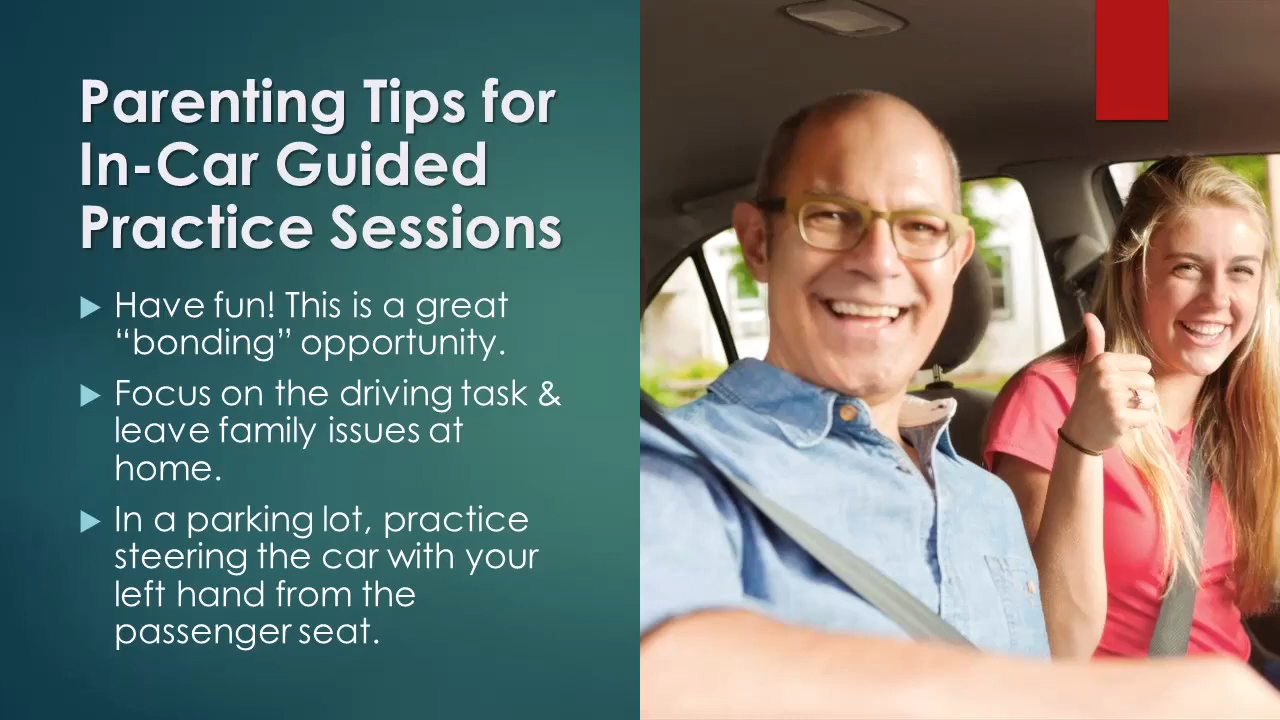 Parenting Tips for
In-Car Guided
Practice Sessions
Have fun! This is a great
“bonding” opportunity.
Focus on the driving task &
leave family issues at
home.
In a parking lot, practice
steering the car with your
left hand from the
passenger seat.